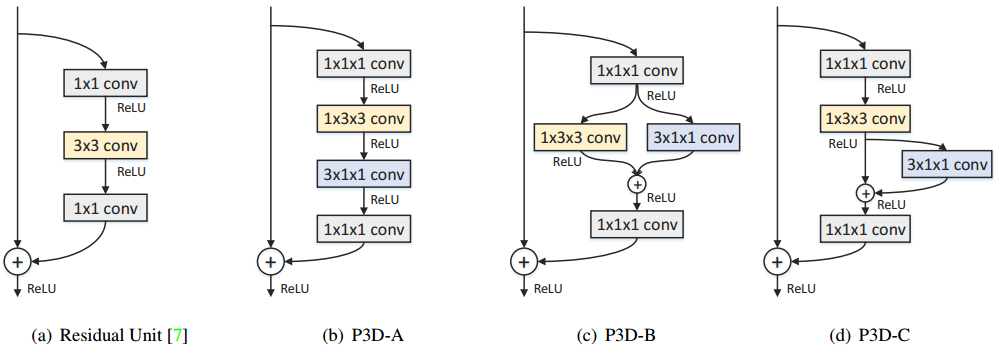 1x1 conv
ReLU
3x3 conv
ReLU
1x1 conv
+
ReLU
(a) Residual Unit [7]
1x1x1 conv
ReLU
1x3x3 conv
ReLU
3x1x1 conv
ReLU
1x1x1 conv
+
ReLU
(b) P3D-A
1x1x1 conv
ReLU
1x3x3 conv
3x1x1 conv
ReLU
+
ReLU
1x1x1 conv
+
ReLU
(c) P3D-B
1x1x1 conv
ReLU
1x3x3 conv
ReLU
3x1x1 conv
+
ReLU
1x1x1 conv
+
ReLU
(d) P3D-C